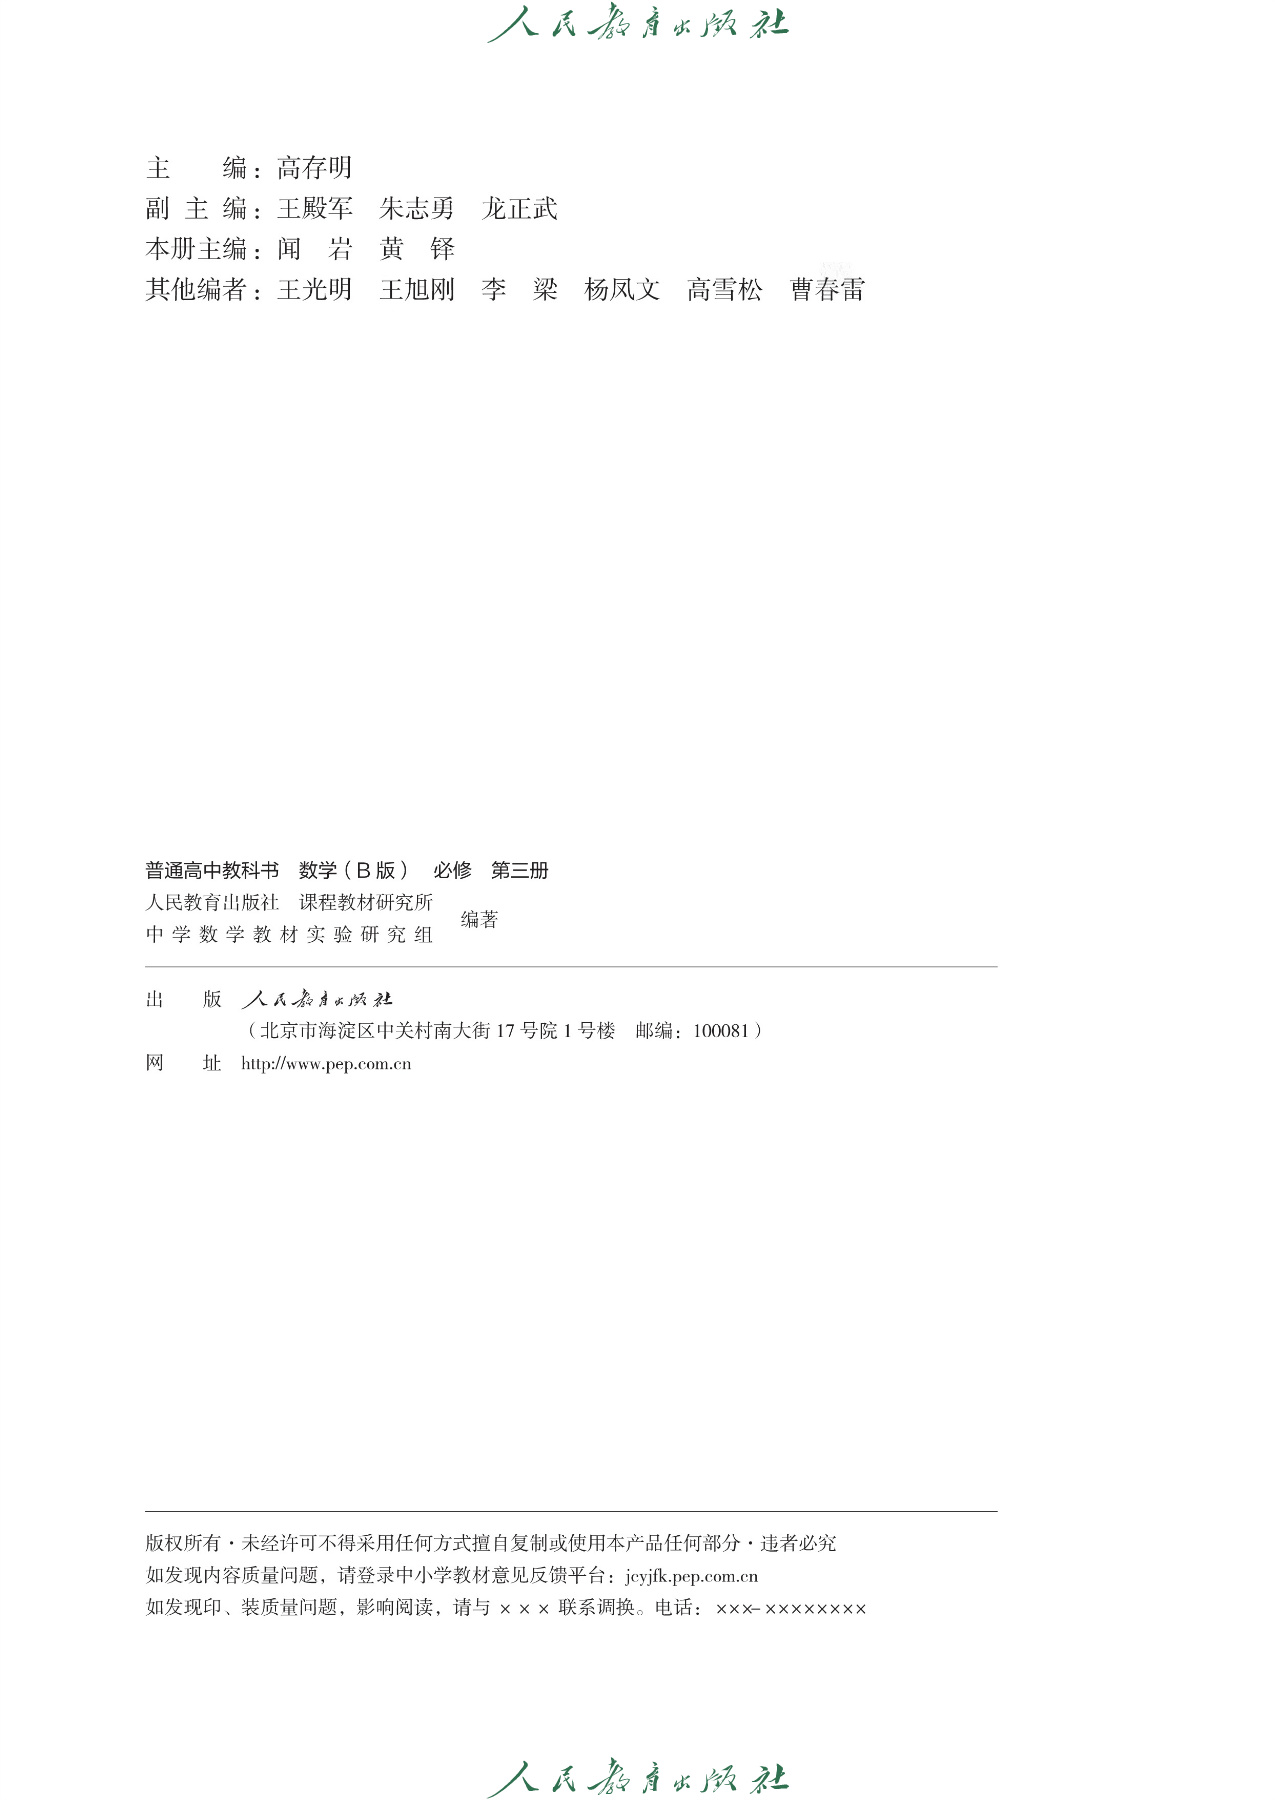 人民教育出版社
主　　编：高存明
副 主 编：王殿军　朱志勇　龙正武
本册主编：闻　岩　黄　铎
其他编者：王光明　王旭刚　李　梁　杨凤文　高雪松　曹春雷
普通高中教科书　数学（B 版）　必修　第三册
人民教育出版社　课程教材研究所
中学数学教材实验研究组
编著
出　　版　人民教育出版社
（北京市海淀区中关村南大街 17 号院 1 号楼　邮编：100081）
网　　址　http://www.pep.com.cn
版权所有·未经许可不得采用任何方式擅自复制或使用本产品任何部分·违者必究
如发现内容质量问题，请登录中小学教材意见反馈平台：jcyjfk.pep.com.cn
如发现印、装质量问题，影响阅读，请与 × × × 联系调换。电话：×××-××××××××
人民教育出版社